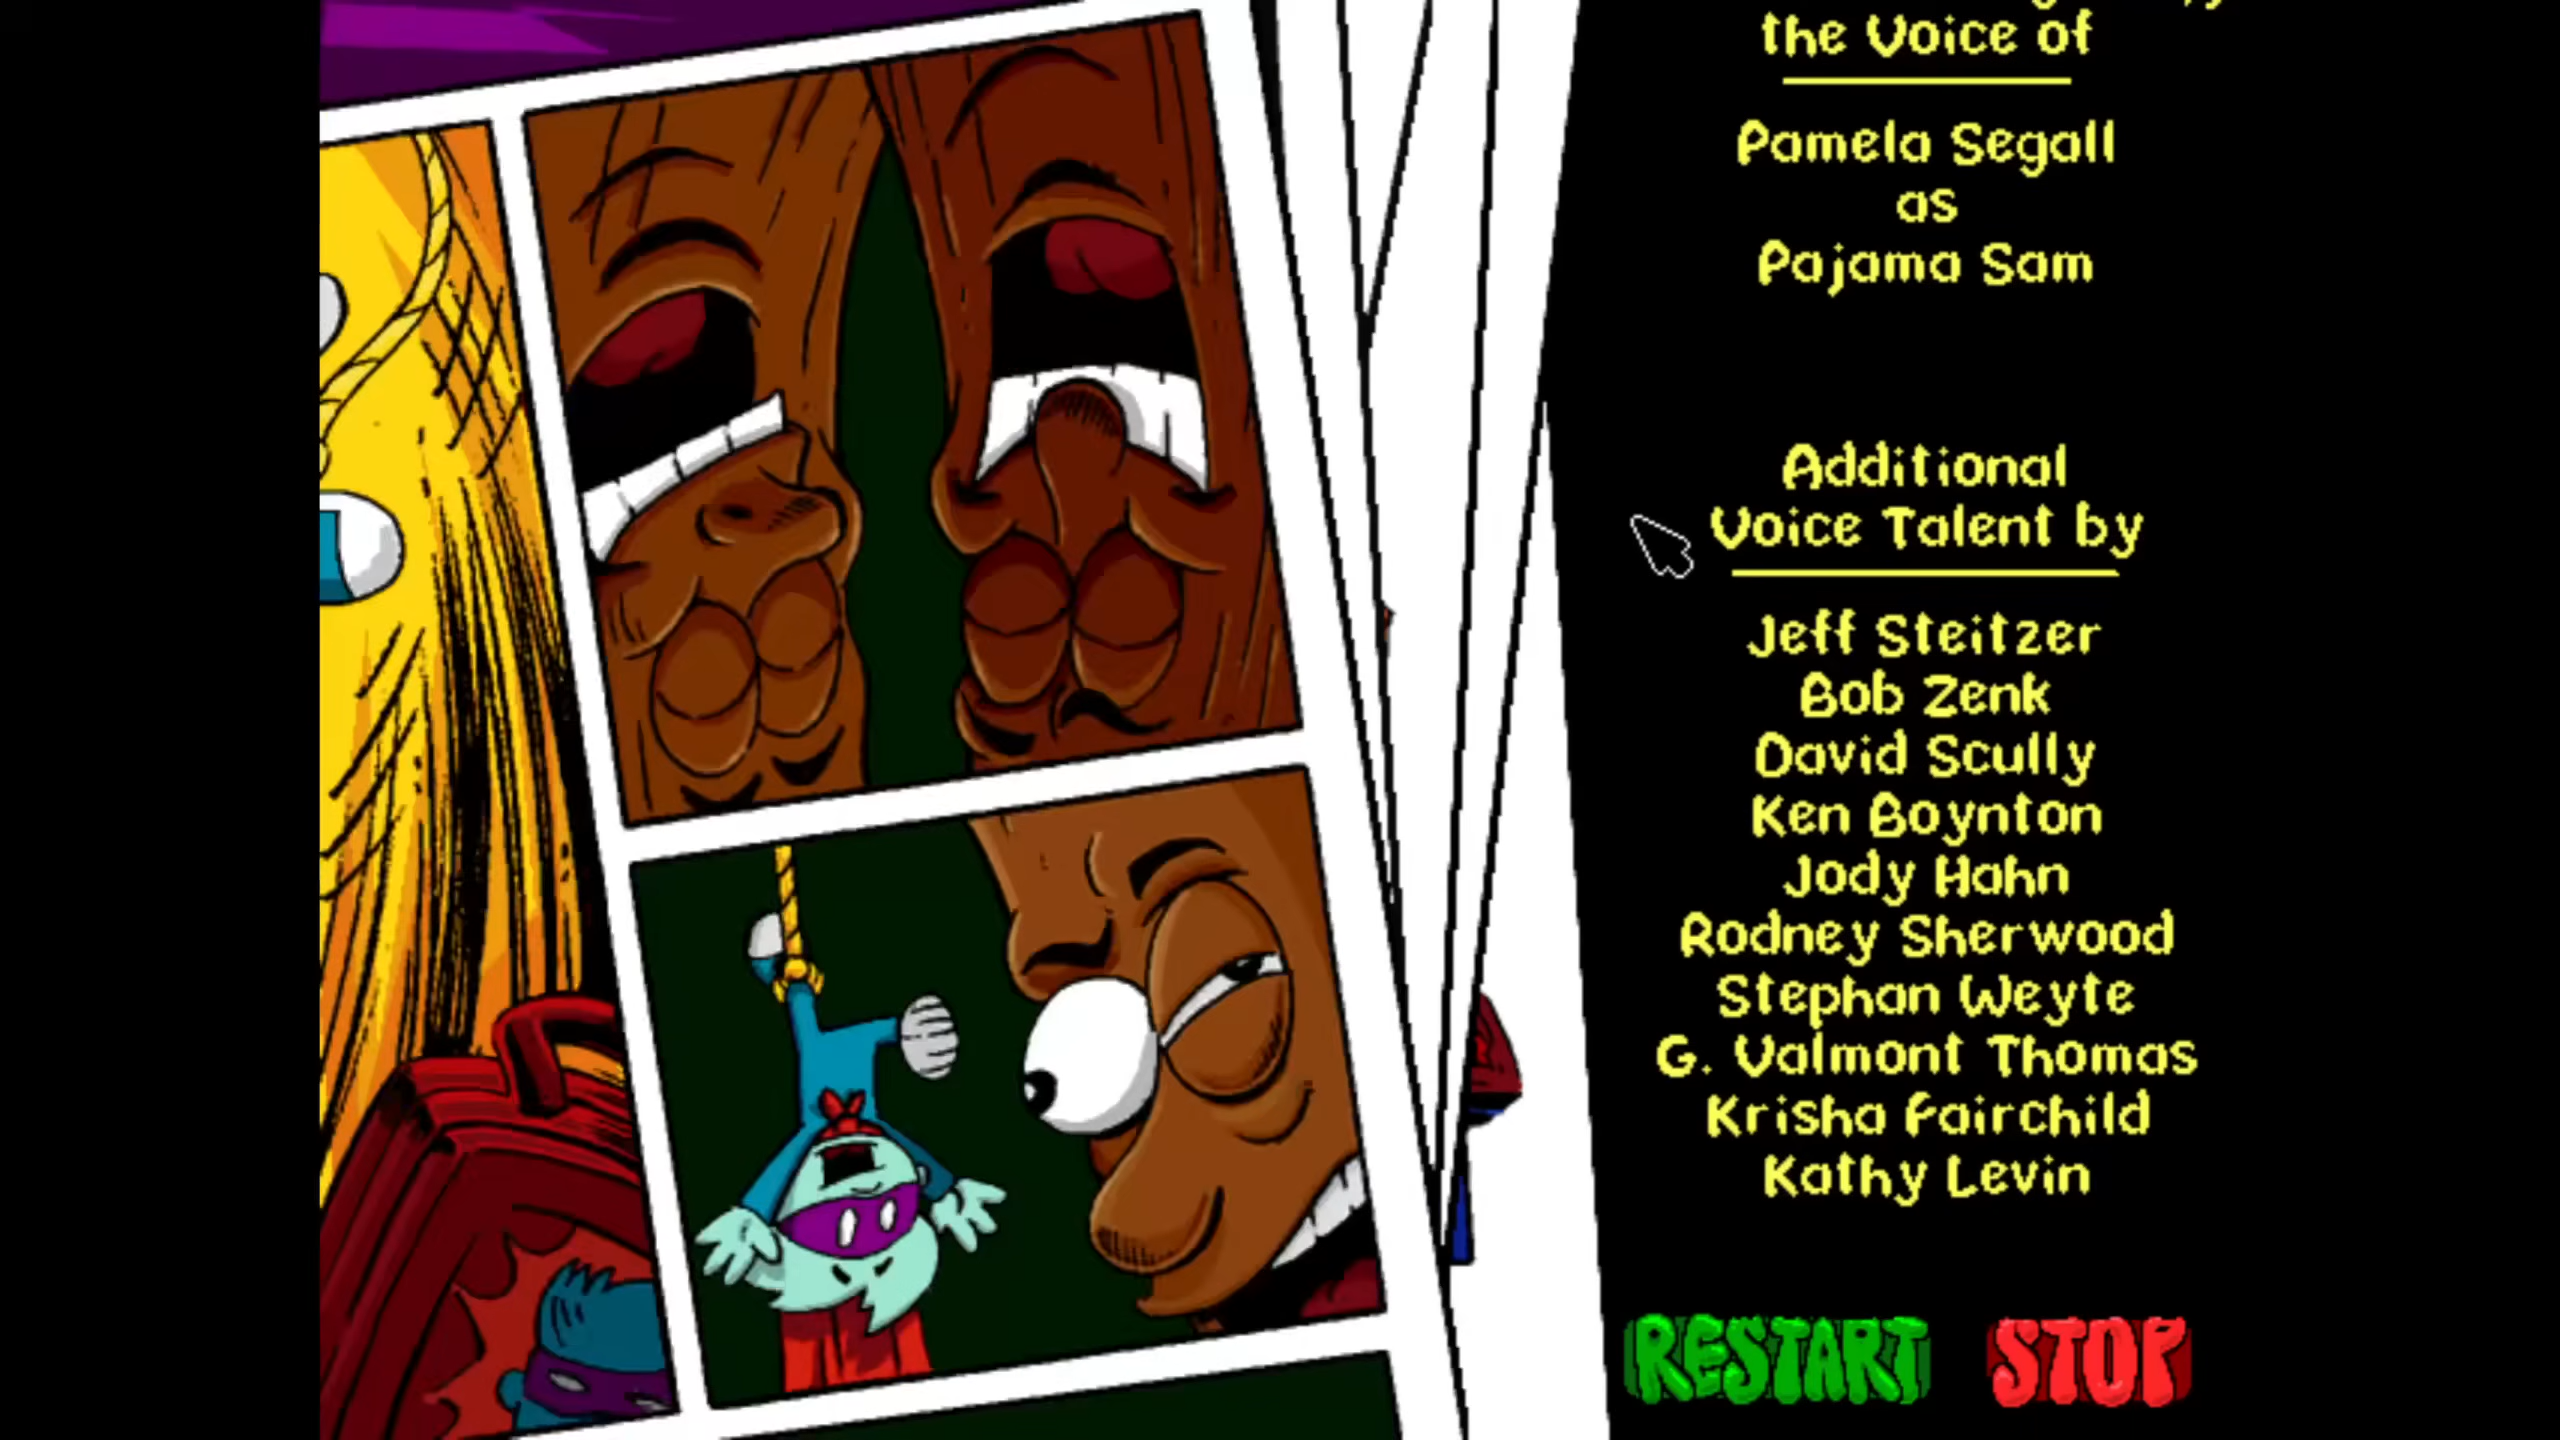 the Voice of
Pamela Segall
as
Pajama Sam
Additional
Voice Talent by
Jeff Steitzer
Bob Zenk
David Scully
Ken Boynton
Jody Hahn
Rodney Sherwood
Stephan Weyte
G. Valmont Thomas
Krisha Fairchild
Kathy Levin
RESTART STOP